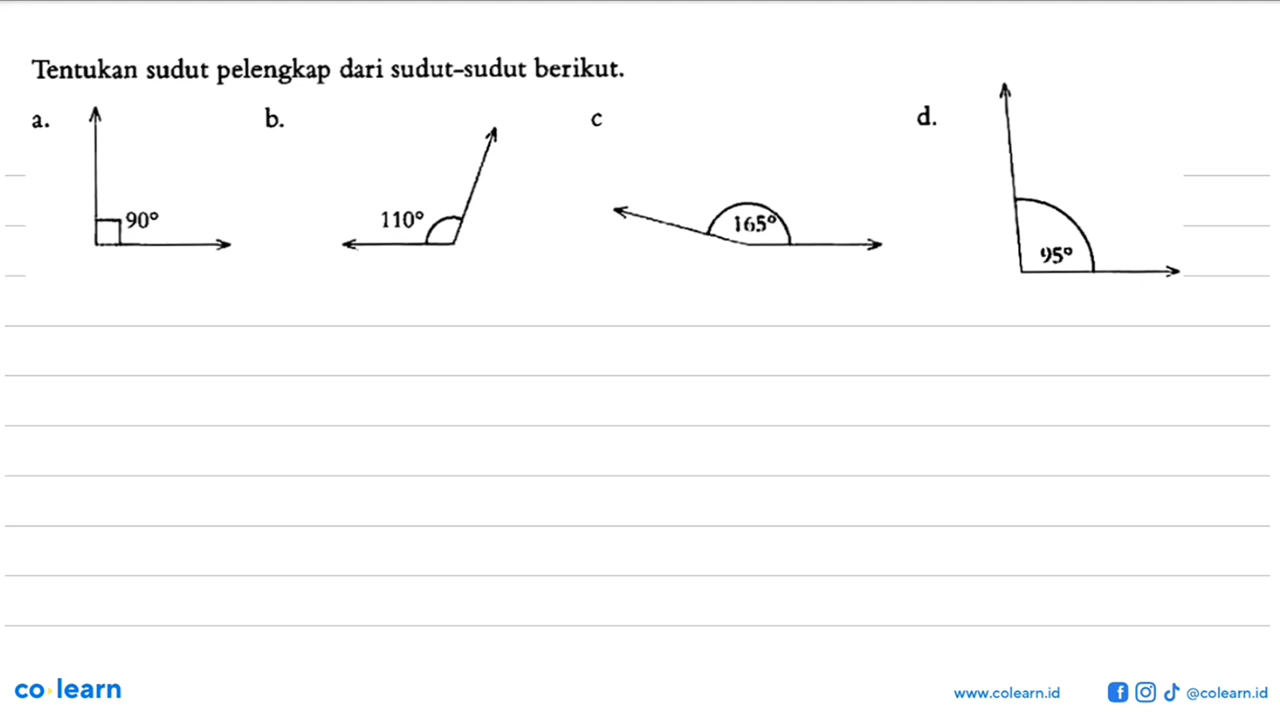 Tentukan sudut pelengkap dari sudut-sudut berikut.
a. b. c d.
90° 110° 165° 95°
co learn
www.colearn.id @colearn.id